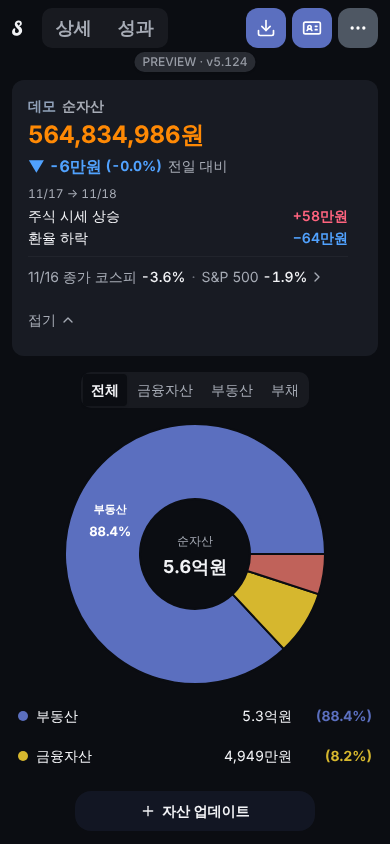 상세 성과
PREVIEW · v5.124
데모 순자산
564,834,986원
▼ -6만원 (-0.0%) 전일 대비
11/17 → 11/18
주식 시세 상승 +58만원
환율 하락 −64만원
11/16 종가 코스피 -3.6% · S&P 500 -1.9%
접기
전체 금융자산 부동산 부채
부동산
88.4%
순자산
5.6억원
부동산 5.3억원 (88.4%)
금융자산 4,949만원 (8.2%)
+ 자산 업데이트